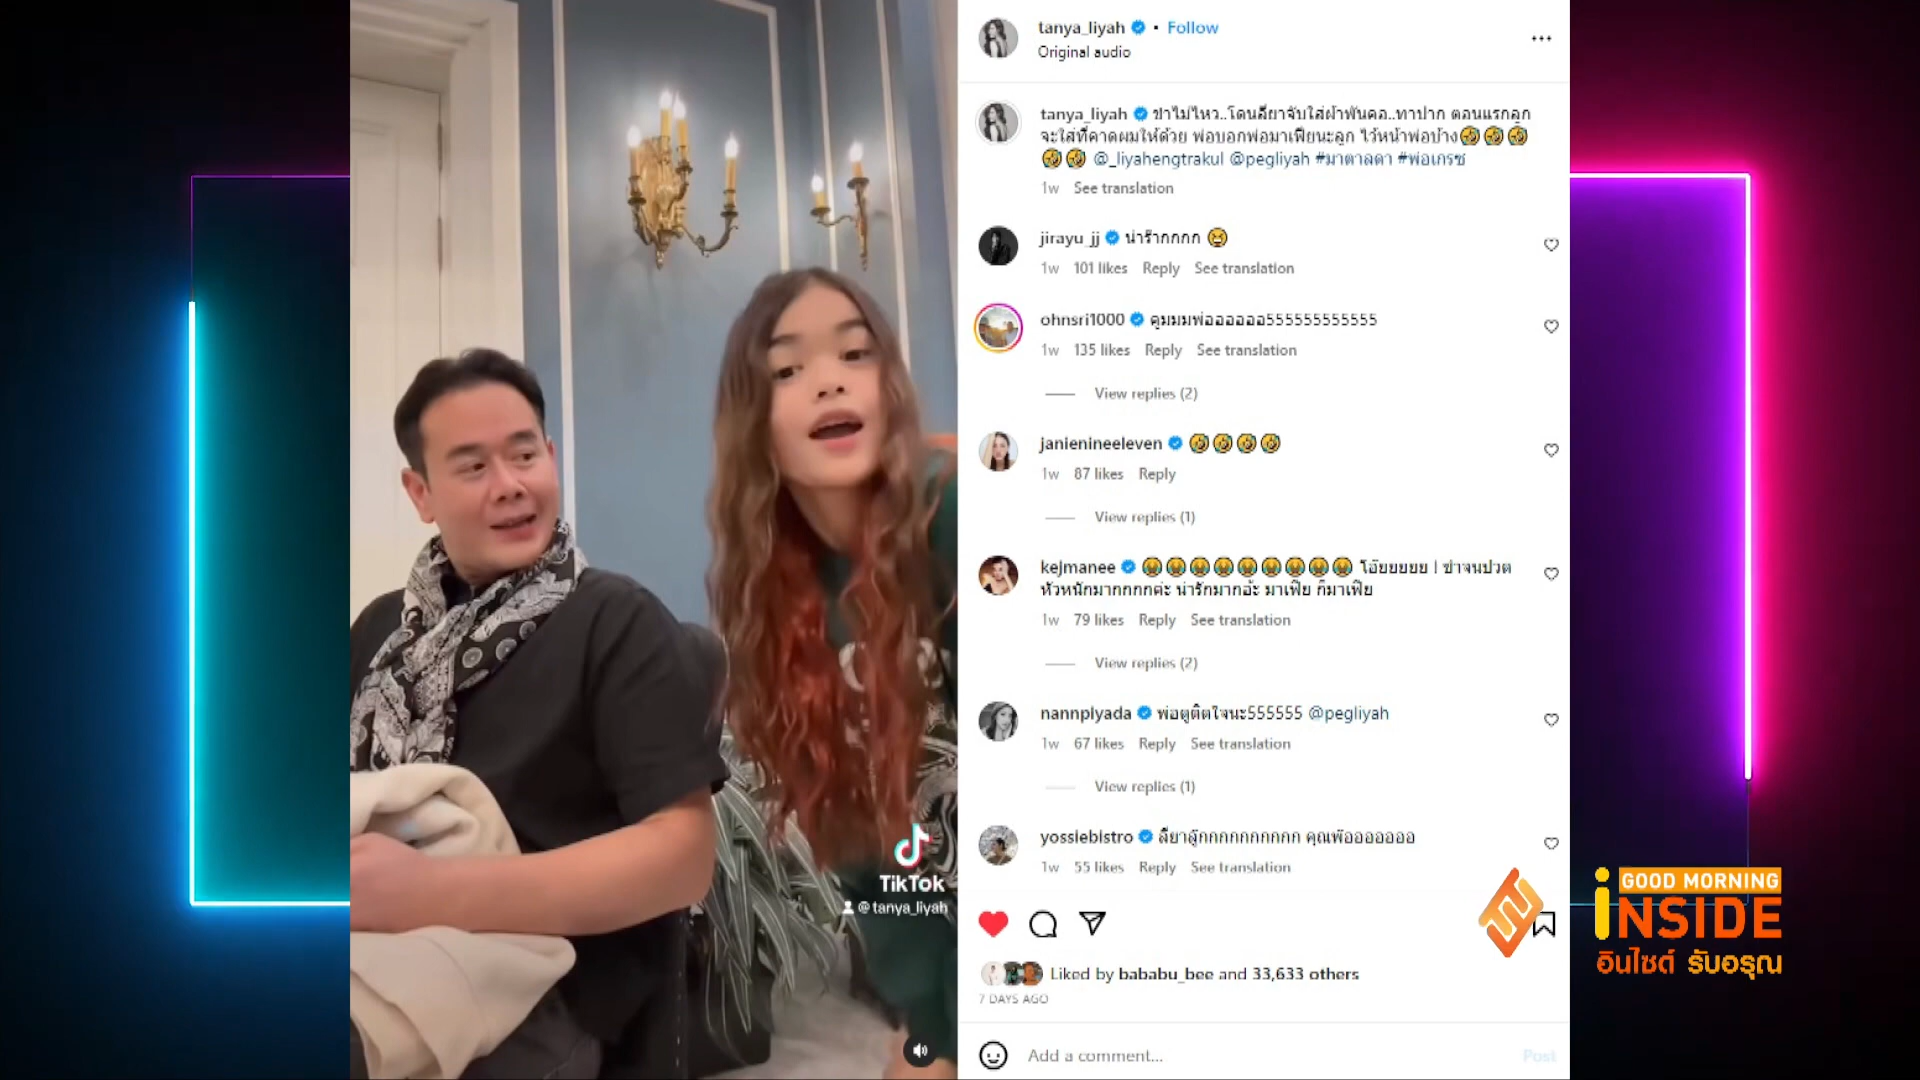 tanya_liyah • Follow
Original audio
tanya_liyah ขำไม่ไหว..โดนลียาจับใส่ผ้าพันคอ..ทาปาก ตอนแรกลูก
จะใส่ที่คาดผมให้ด้วย พ่อบอกพ่อมาเฟียนะลูก ไว้หน้าพ่อบ้าง🤣🤣🤣
🤣🤣 @_liyahengtrakul @pegliyah #มาตาลดา #พ่อเกรซ
1w See translation
jirayu_jj น่าร๊ากกกก 😆
1w 101 likes Reply See translation
ohnsri1000 คูมมมพ่ออออออ555555555555
1w 135 likes Reply See translation
View replies (2)
janienineeleven 🤣🤣🤣🤣
1w 87 likes Reply
View replies (1)
kejmanee 😭😭😭😭😭😭😭😭😭 โอ๊ยยยยย | ขำจนปวด
หัวหนักมากกกกค่ะ น่ารักมากอ้ะ มาเฟีย ก็มาเฟีย
1w 79 likes Reply See translation
View replies (2)
nannpiyada พ่อดูติดใจนะ555555 @pegliyah
1w 67 likes Reply See translation
View replies (1)
yossiebistro ลียาลู้กกกกกกกกกก คุณพ่ออออออออ
1w 55 likes Reply See translation
TikTok
@tanya_liyah
GOOD MORNING
iNSIDE
อินไซด์ รับอรุณ
Liked by bababu_bee and 33,633 others
7 DAYS AGO
Add a comment...
Post